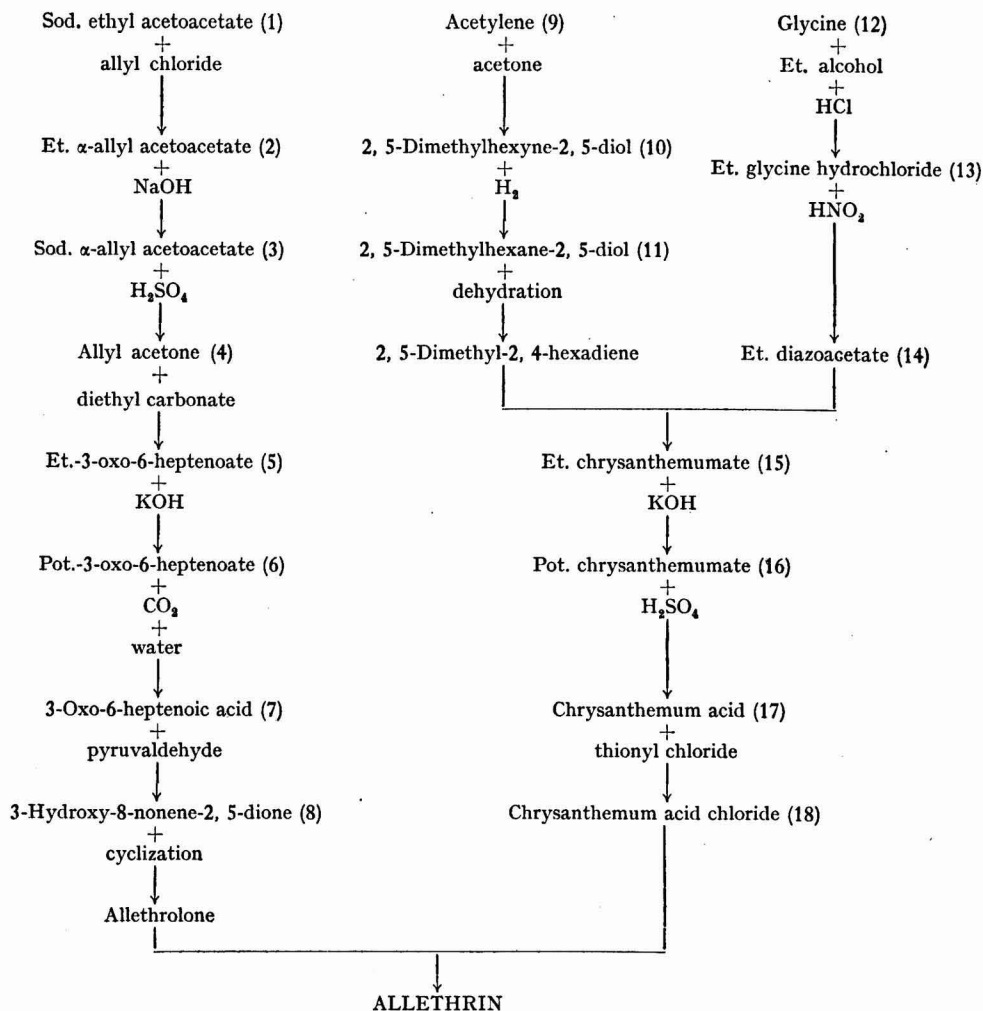 Sod. ethyl acetoacetate (1)
+
allyl chloride
Et. α-allyl acetoacetate (2)
+
NaOH
Sod. α-allyl acetoacetate (3)
+
H₂SO₄
Allyl acetone (4)
+
diethyl carbonate
Et.-3-oxo-6-heptenoate (5)
+
KOH
Pot.-3-oxo-6-heptenoate (6)
+
CO₂
+
water
3-Oxo-6-heptenoic acid (7)
+
pyruvaldehyde
3-Hydroxy-8-nonene-2, 5-dione (8)
+
cyclization
Allethrolone
Acetylene (9)
+
acetone
2, 5-Dimethylhexyne-2, 5-diol (10)
+
H₂
2, 5-Dimethylhexane-2, 5-diol (11)
+
dehydration
2, 5-Dimethyl-2, 4-hexadiene
Glycine (12)
+
Et. alcohol
+
HCl
Et. glycine hydrochloride (13)
+
HNO₂
Et. diazoacetate (14)
Et. chrysanthemumate (15)
+
KOH
Pot. chrysanthemumate (16)
+
H₂SO₄
Chrysanthemum acid (17)
+
thionyl chloride
Chrysanthemum acid chloride (18)
ALLETHRIN